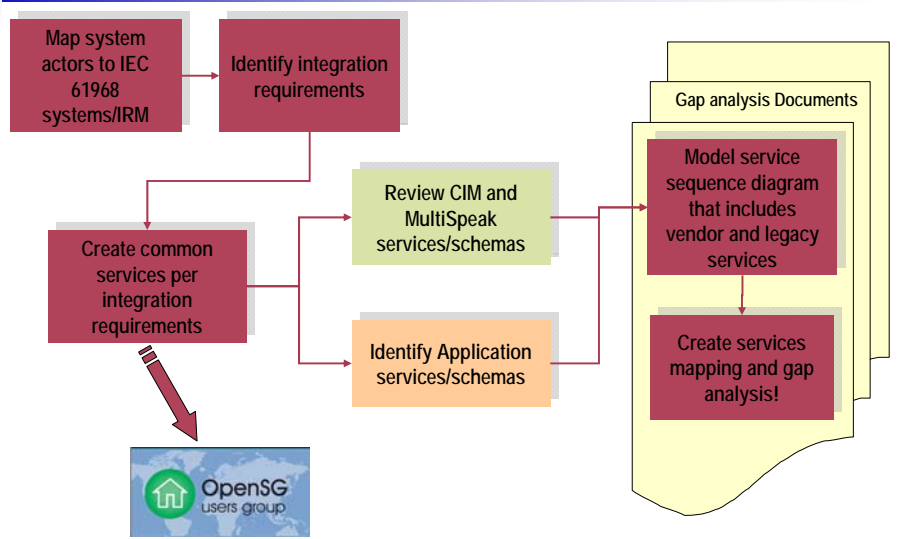 Map system
actors to IEC
61968
systems/IRM
Identify integration
requirements
Gap analysis Documents
Model service
sequence diagram
that includes
vendor and legacy
services
Review CIM and
MultiSpeak
services/schemas
Create common
services per
integration
requirements
Identify Application
services/schemas
Create services
mapping and gap
analysis!
OpenSG
users group